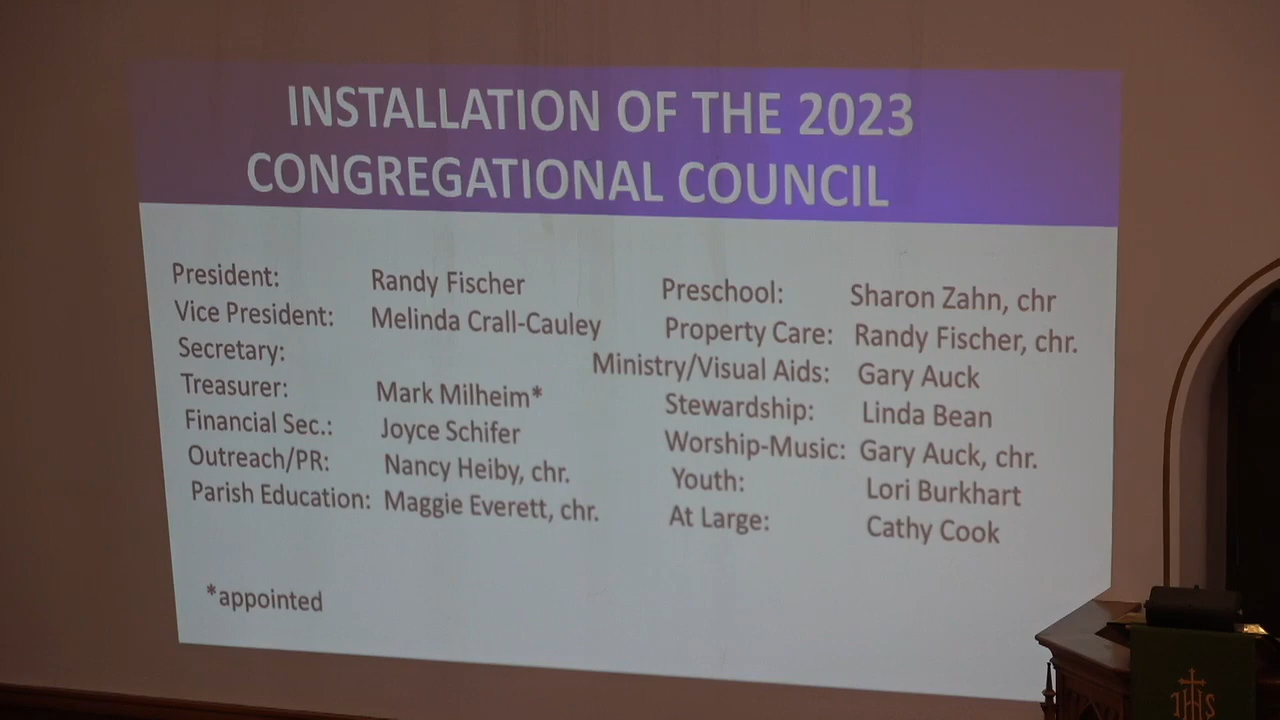 INSTALLATION OF THE 2023
CONGREGATIONAL COUNCIL
President: Randy Fischer
Vice President: Melinda Crall-Cauley
Secretary:
Treasurer: Mark Milheim*
Financial Sec.: Joyce Schifer
Outreach/PR: Nancy Heiby, chr.
Parish Education: Maggie Everett, chr.
*appointed
Preschool: Sharon Zahn, chr
Property Care: Randy Fischer, chr.
Ministry/Visual Aids: Gary Auck
Stewardship: Linda Bean
Worship-Music: Gary Auck, chr.
Youth: Lori Burkhart
At Large: Cathy Cook
IHS